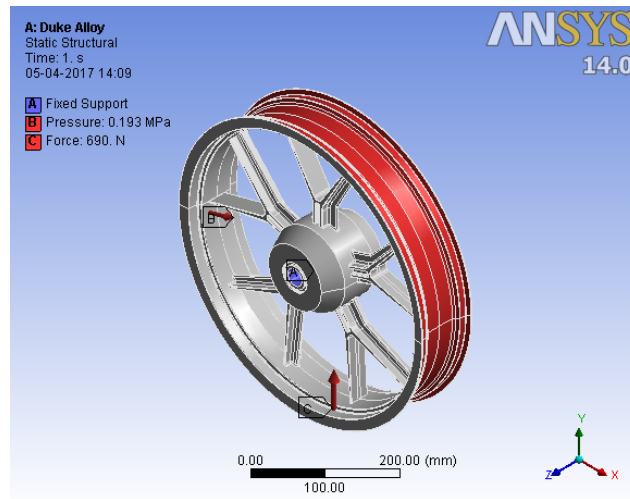 A: Duke Alloy
Static Structural
Time: 1. s
05-04-2017 14:09
A Fixed Support
B Pressure: 0.193 MPa
C Force: 690. N
ANSYS
14.0
B
A
C
0.00 200.00 (mm)
100.00
Y
Z X